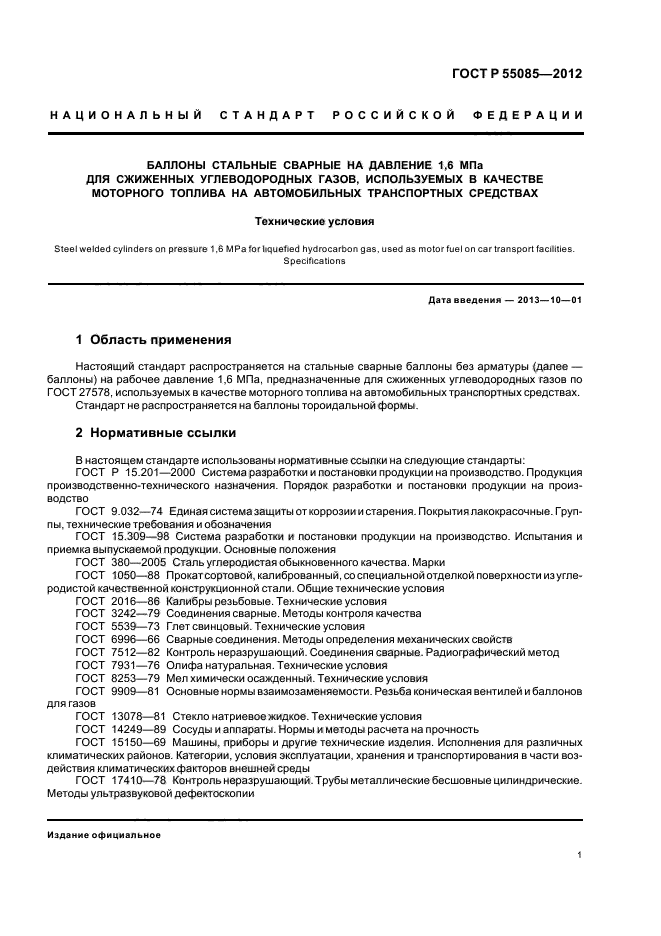 ГОСТ Р 55085—2012
НАЦИОНАЛЬНЫЙ СТАНДАРТ РОССИЙСКОЙ ФЕДЕРАЦИИ
БАЛЛОНЫ СТАЛЬНЫЕ СВАРНЫЕ НА ДАВЛЕНИЕ 1,6 МПа
ДЛЯ СЖИЖЕННЫХ УГЛЕВОДОРОДНЫХ ГАЗОВ, ИСПОЛЬЗУЕМЫХ В КАЧЕСТВЕ
МОТОРНОГО ТОПЛИВА НА АВТОМОБИЛЬНЫХ ТРАНСПОРТНЫХ СРЕДСТВАХ
Технические условия
Steel welded cylinders on pressure 1,6 MPa for liquefied hydrocarbon gas, used as motor fuel on car transport facilities.
Specifications
Дата введения — 2013—10—01
1 Область применения
Настоящий стандарт распространяется на стальные сварные баллоны без арматуры (далее —
баллоны) на рабочее давление 1,6 МПа, предназначенные для сжиженных углеводородных газов по
ГОСТ 27578, используемых в качестве моторного топлива на автомобильных транспортных средствах.
Стандарт не распространяется на баллоны тороидальной формы.
2 Нормативные ссылки
В настоящем стандарте использованы нормативные ссылки на следующие стандарты:
ГОСТ Р 15.201—2000 Система разработки и постановки продукции на производство. Продукция
производственно-технического назначения. Порядок разработки и постановки продукции на произ-
водство
ГОСТ 9.032—74 Единая система защиты от коррозии и старения. Покрытия лакокрасочные. Груп-
пы, технические требования и обозначения
ГОСТ 15.309—98 Система разработки и постановки продукции на производство. Испытания и
приемка выпускаемой продукции. Основные положения
ГОСТ 380—2005 Сталь углеродистая обыкновенного качества. Марки
ГОСТ 1050—88 Прокат сортовой, калиброванный, со специальной отделкой поверхности из угле-
родистой качественной конструкционной стали. Общие технические условия
ГОСТ 2016—86 Калибры резьбовые. Технические условия
ГОСТ 3242—79 Соединения сварные. Методы контроля качества
ГОСТ 5539—73 Глет свинцовый. Технические условия
ГОСТ 6996—66 Сварные соединения. Методы определения механических свойств
ГОСТ 7512—82 Контроль неразрушающий. Соединения сварные. Радиографический метод
ГОСТ 7931—76 Олифа натуральная. Технические условия
ГОСТ 8253—79 Мел химически осажденный. Технические условия
ГОСТ 9909—81 Основные нормы взаимозаменяемости. Резьба коническая вентилей и баллонов
для газов
ГОСТ 13078—81 Стекло натриевое жидкое. Технические условия
ГОСТ 14249—89 Сосуды и аппараты. Нормы и методы расчета на прочность
ГОСТ 15150—69 Машины, приборы и другие технические изделия. Исполнения для различных
климатических районов. Категории, условия эксплуатации, хранения и транспортирования в части воз-
действия климатических факторов внешней среды
ГОСТ 17410—78 Контроль неразрушающий. Трубы металлические бесшовные цилиндрические.
Методы ультразвуковой дефектоскопии
Издание официальное
1